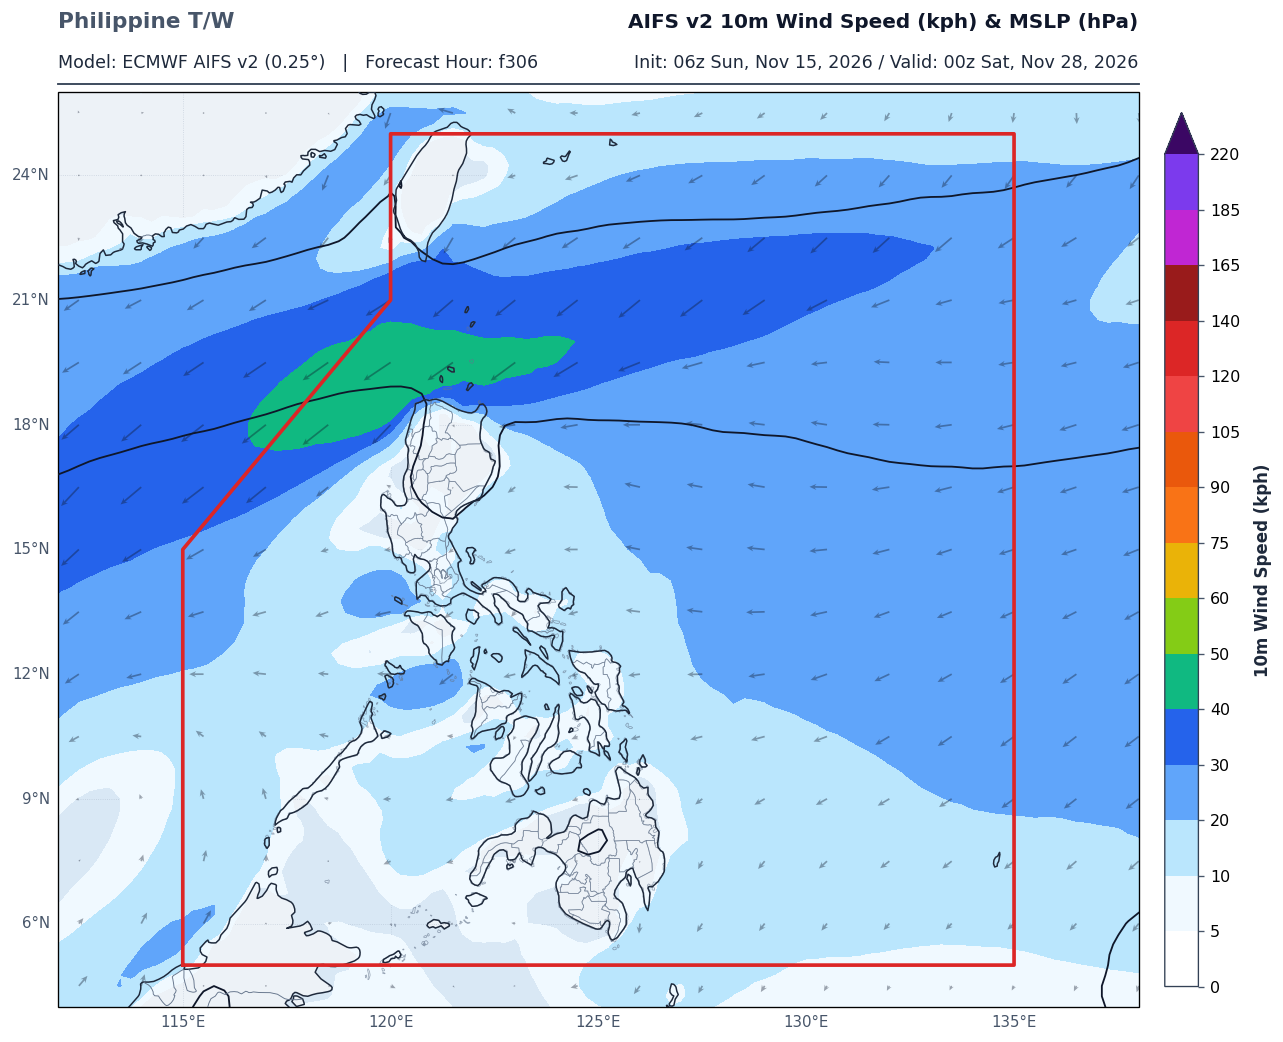 Philippine T/W
AIFS v2 10m Wind Speed (kph) & MSLP (hPa)
Model: ECMWF AIFS v2 (0.25°) | Forecast Hour: f306
Init: 06z Sun, Nov 15, 2026 / Valid: 00z Sat, Nov 28, 2026
24°N
21°N
18°N
15°N
12°N
9°N
6°N
115°E
120°E
125°E
130°E
135°E
220
185
165
140
120
105
90
75
60
50
40
30
20
10
5
0
10m Wind Speed (kph)